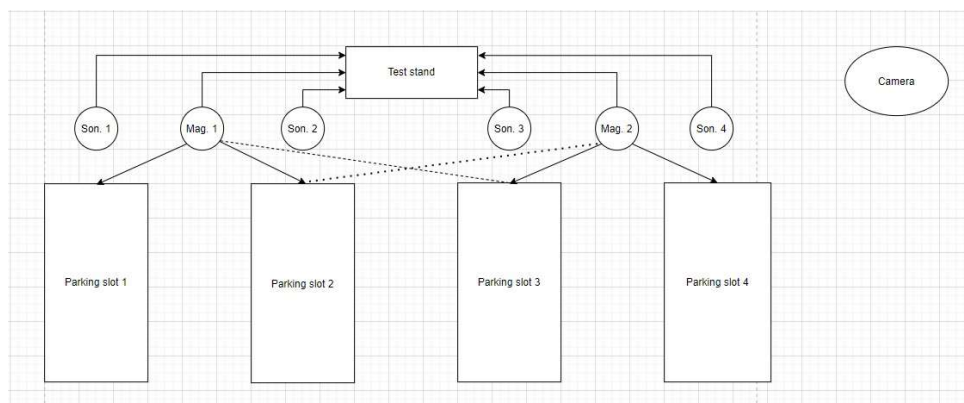 Test stand
Camera
Son. 1
Mag. 1
Son. 2
Son. 3
Mag. 2
Son. 4
Parking slot 1
Parking slot 2
Parking slot 3
Parking slot 4